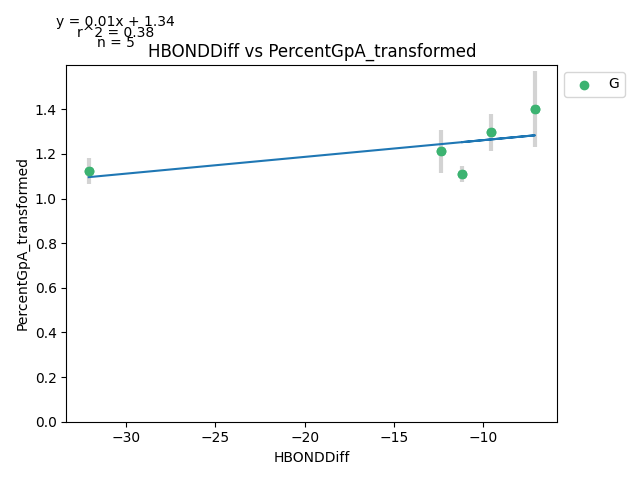 y = 0.01x + 1.34
r^2 = 0.38
n = 5
HBONDDiff vs PercentGpA_transformed
G
PercentGpA_transformed
1.4
1.2
1.0
0.8
0.6
0.4
0.2
0.0
−30
−25
−20
−15
−10
HBONDDiff